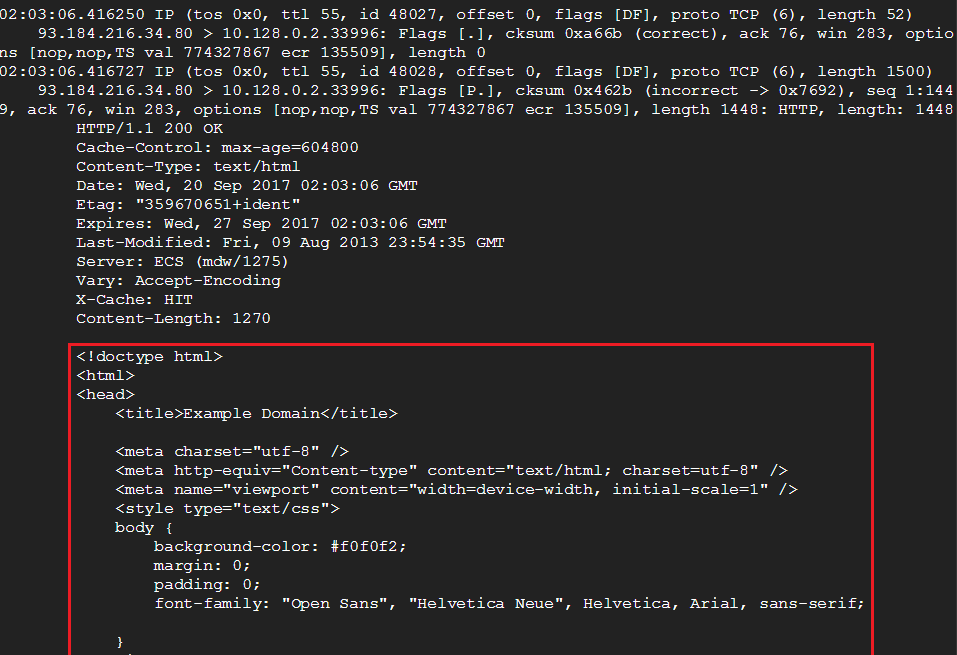 02:03:06.416250 IP (tos 0x0, ttl 55, id 48027, offset 0, flags [DF], proto TCP (6), length 52)
93.184.216.34.80 > 10.128.0.2.33996: Flags [.], cksum 0xa66b (correct), ack 76, win 283, optio
ns [nop,nop,TS val 774327867 ecr 135509], length 0
02:03:06.416727 IP (tos 0x0, ttl 55, id 48028, offset 0, flags [DF], proto TCP (6), length 1500)
93.184.216.34.80 > 10.128.0.2.33996: Flags [P.], cksum 0x462b (incorrect -> 0x7692), seq 1:144
9, ack 76, win 283, options [nop,nop,TS val 774327867 ecr 135509], length 1448: HTTP, length: 1448
HTTP/1.1 200 OK
Cache-Control: max-age=604800
Content-Type: text/html
Date: Wed, 20 Sep 2017 02:03:06 GMT
Etag: "359670651+ident"
Expires: Wed, 27 Sep 2017 02:03:06 GMT
Last-Modified: Fri, 09 Aug 2013 23:54:35 GMT
Server: ECS (mdw/1275)
Vary: Accept-Encoding
X-Cache: HIT
Content-Length: 1270
<!doctype html>
<html>
<head>
<title>Example Domain</title>
<meta charset="utf-8" />
<meta http-equiv="Content-type" content="text/html; charset=utf-8" />
<meta name="viewport" content="width=device-width, initial-scale=1" />
<style type="text/css">
body {
background-color: #f0f0f2;
margin: 0;
padding: 0;
font-family: "Open Sans", "Helvetica Neue", Helvetica, Arial, sans-serif;
}